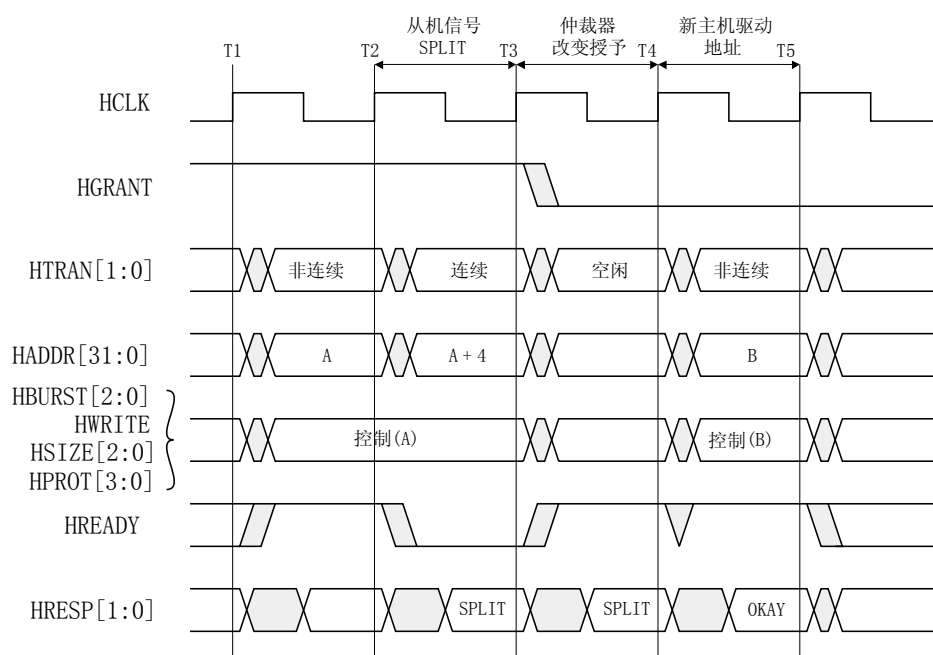 从机信号
SPLIT
仲裁器
改变授予
新主机驱动
地址
T1
T2
T3
T4
T5
HCLK
HGRANT
HTRAN[1:0]
非连续
连续
空闲
非连续
HADDR[31:0]
A
A+4
B
HBURST[2:0]
HWRITE
HSIZE[2:0]
HPROT[3:0]
控制(A)
控制(B)
HREADY
HRESP[1:0]
SPLIT
SPLIT
OKAY